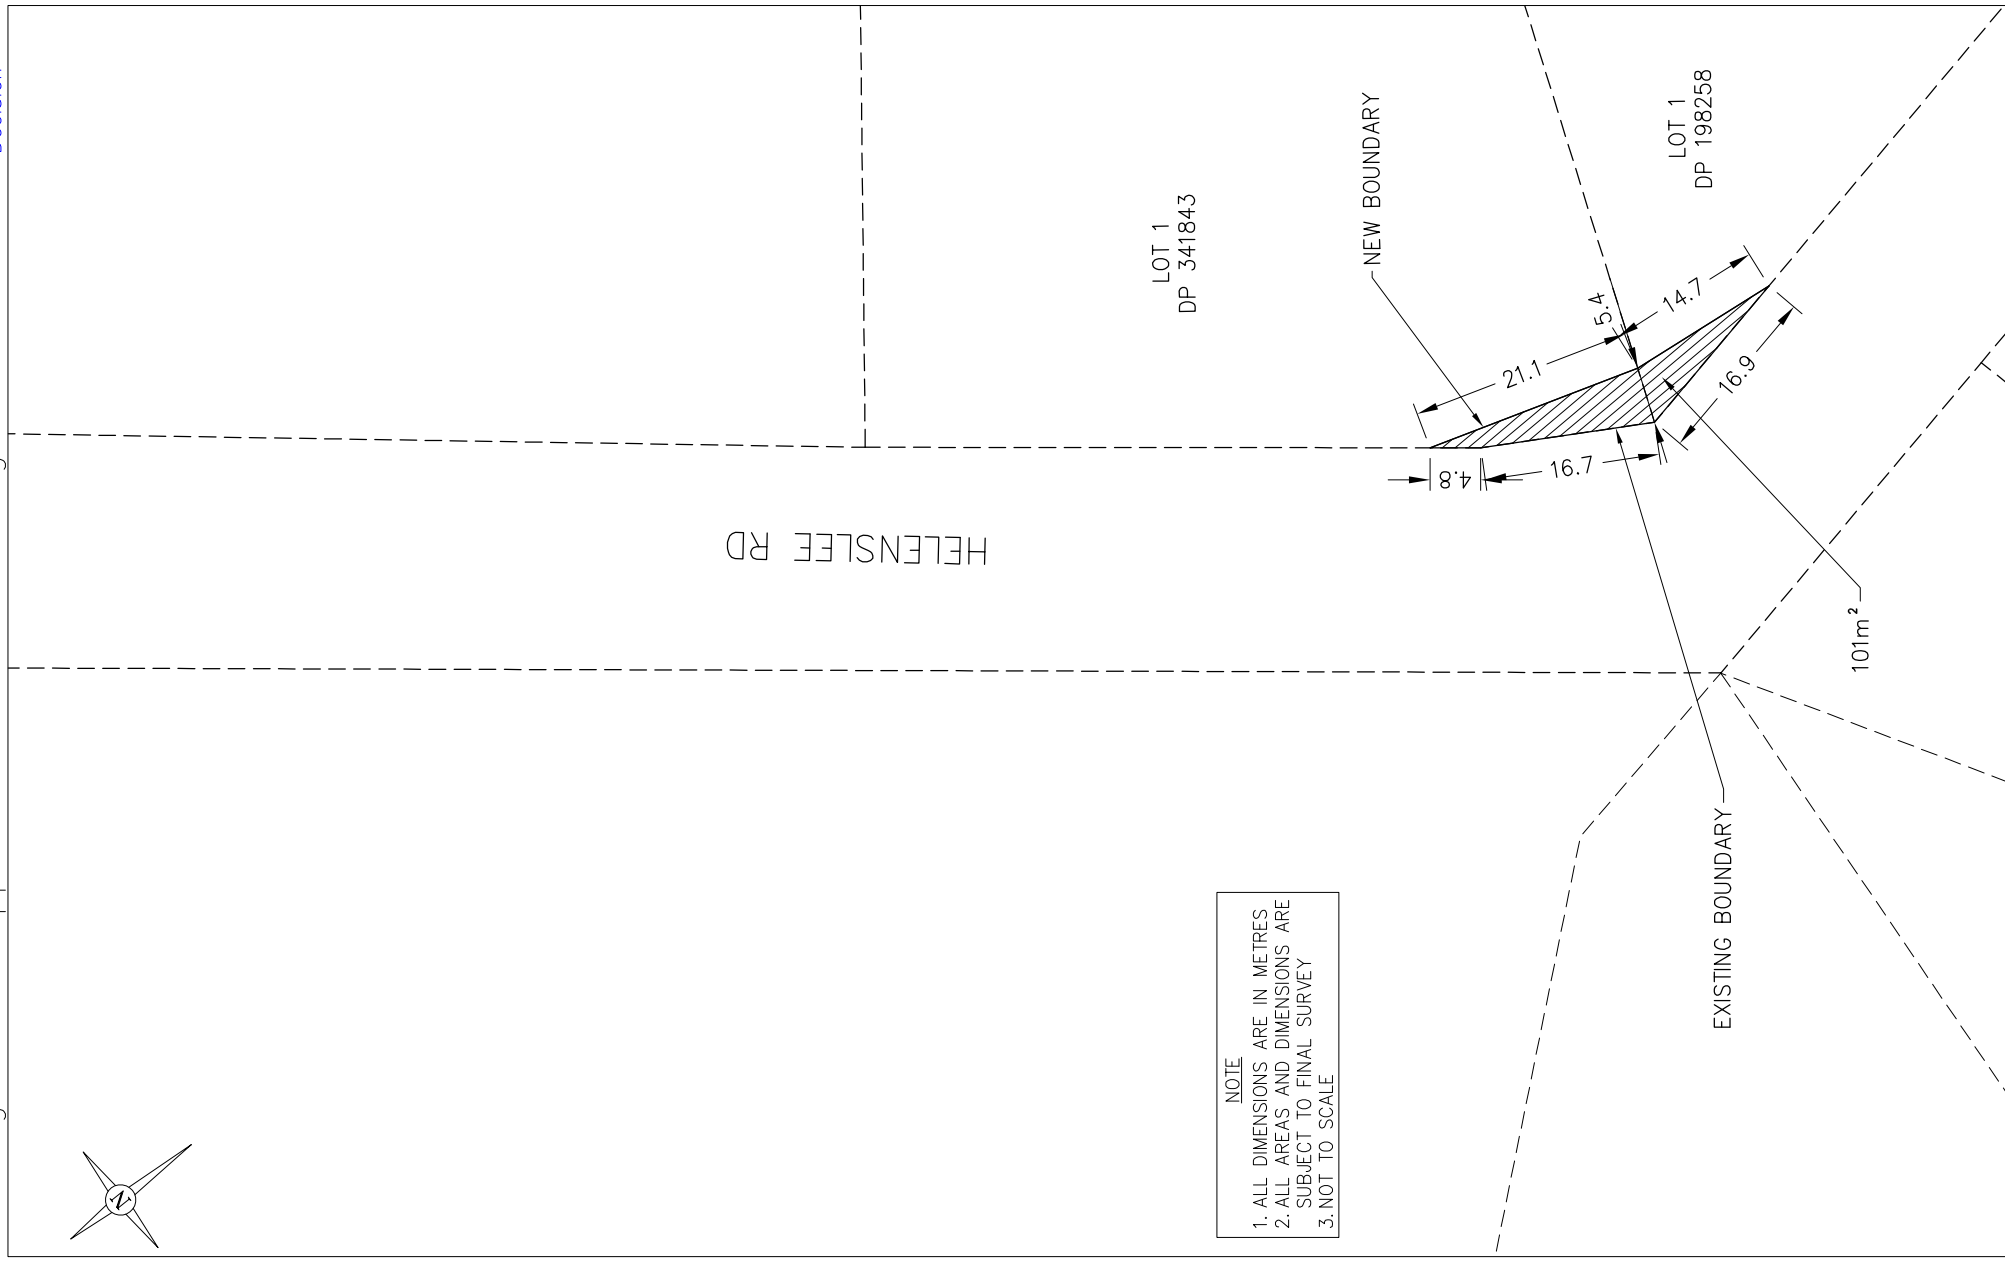 LOT 1
DP 341843
NEW BOUNDARY
LOT 1
DP 198258
5.4
14.7
21.1
16.9
4.8
16.7
HELENSLEE RD
101m²
EXISTING BOUNDARY
NOTE
1. ALL DIMENSIONS ARE IN METRES
2. ALL AREAS AND DIMENSIONS ARE
SUBJECT TO FINAL SURVEY
3. NOT TO SCALE
N